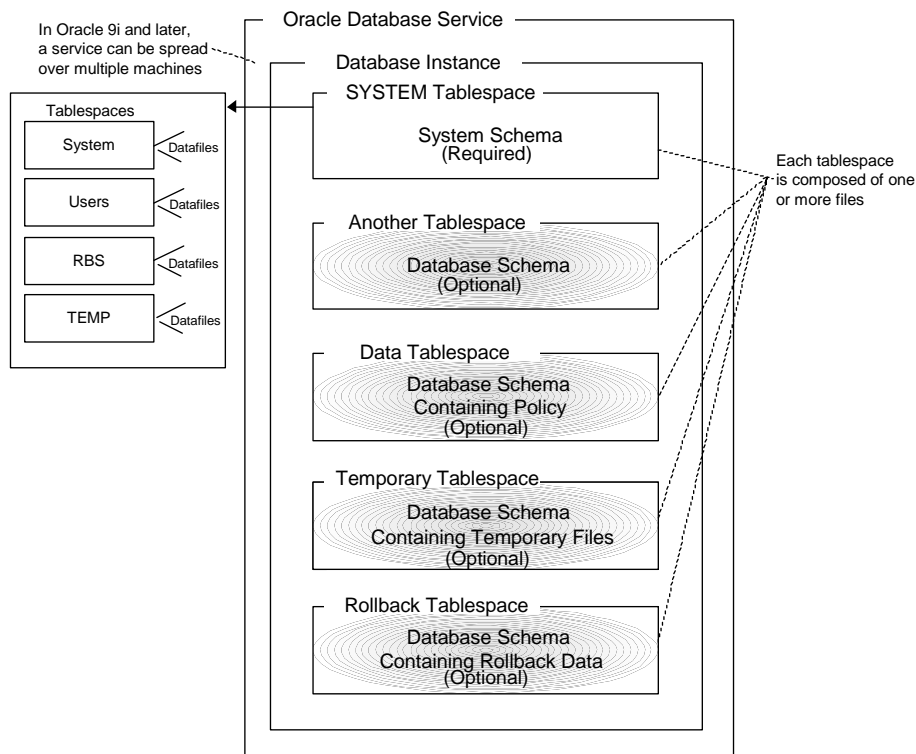 Oracle Database Service
In Oracle 9i and later,
a service can be spread
over multiple machines
Database Instance
SYSTEM Tablespace
System Schema
(Required)
Tablespaces
System
Datafiles
Users
Datafiles
RBS
Datafiles
TEMP
Datafiles
Each tablespace
is composed of one
or more files
Another Tablespace
Database Schema
(Optional)
Data Tablespace
Database Schema
Containing Policy
(Optional)
Temporary Tablespace
Database Schema
Containing Temporary Files
(Optional)
Rollback Tablespace
Database Schema
Containing Rollback Data
(Optional)